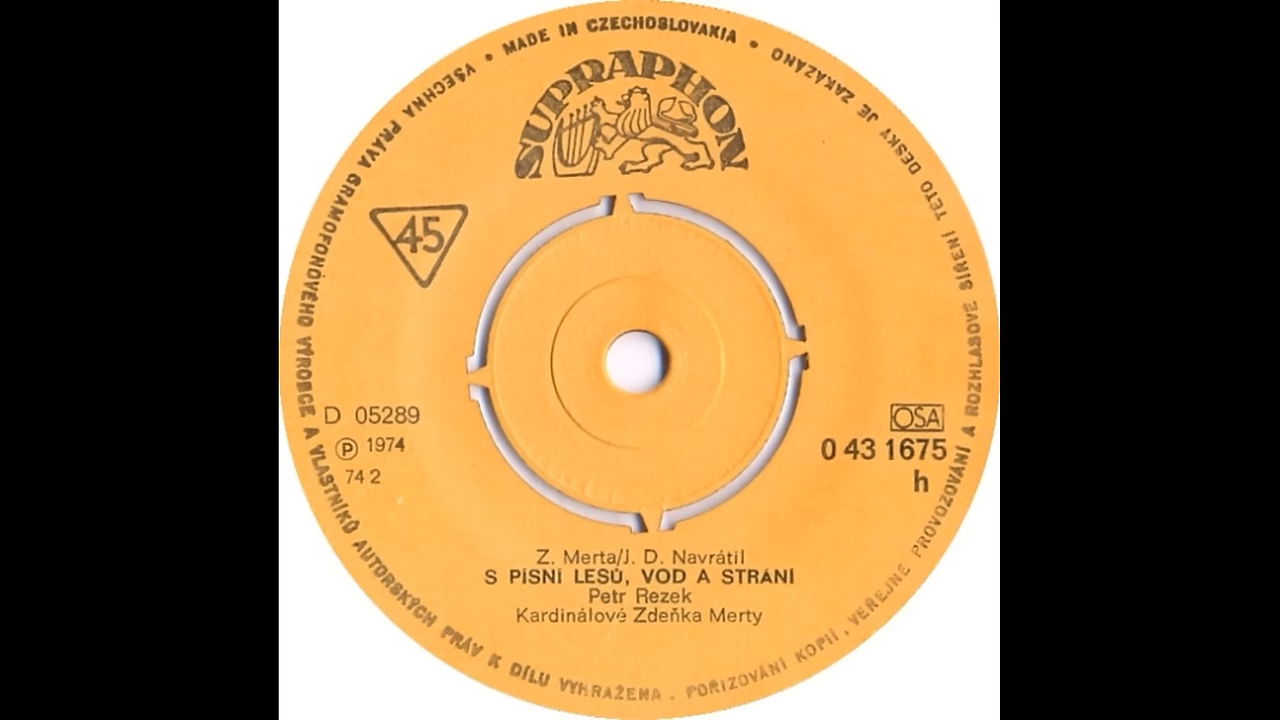 VŠECHNA PRÁVA GRAMOFONOVÉHO VÝROBCE A VLASTNÍKŮ AUTORSKÝCH PRÁV K DÍLU VYHRAŽENA . POŘIZOVÁNÍ KOPIÍ, VEŘEJNÉ PROVOZOVÁNÍ A ROZHLASOVÉ ŠÍŘENÍ TÉTO DESKY JE ZAKÁZÁNO • MADE IN CZECHOSLOVAKIA •
SUPRAPHON
45
D 05289
Ⓟ 1974
74 2
OSA
0 43 1675
h
Z. Merta/J. D. Navrátil
S PÍSNÍ LESŮ, VOD A STRÁNÍ
Petr Rezek
Kardinálové Zdeňka Merty